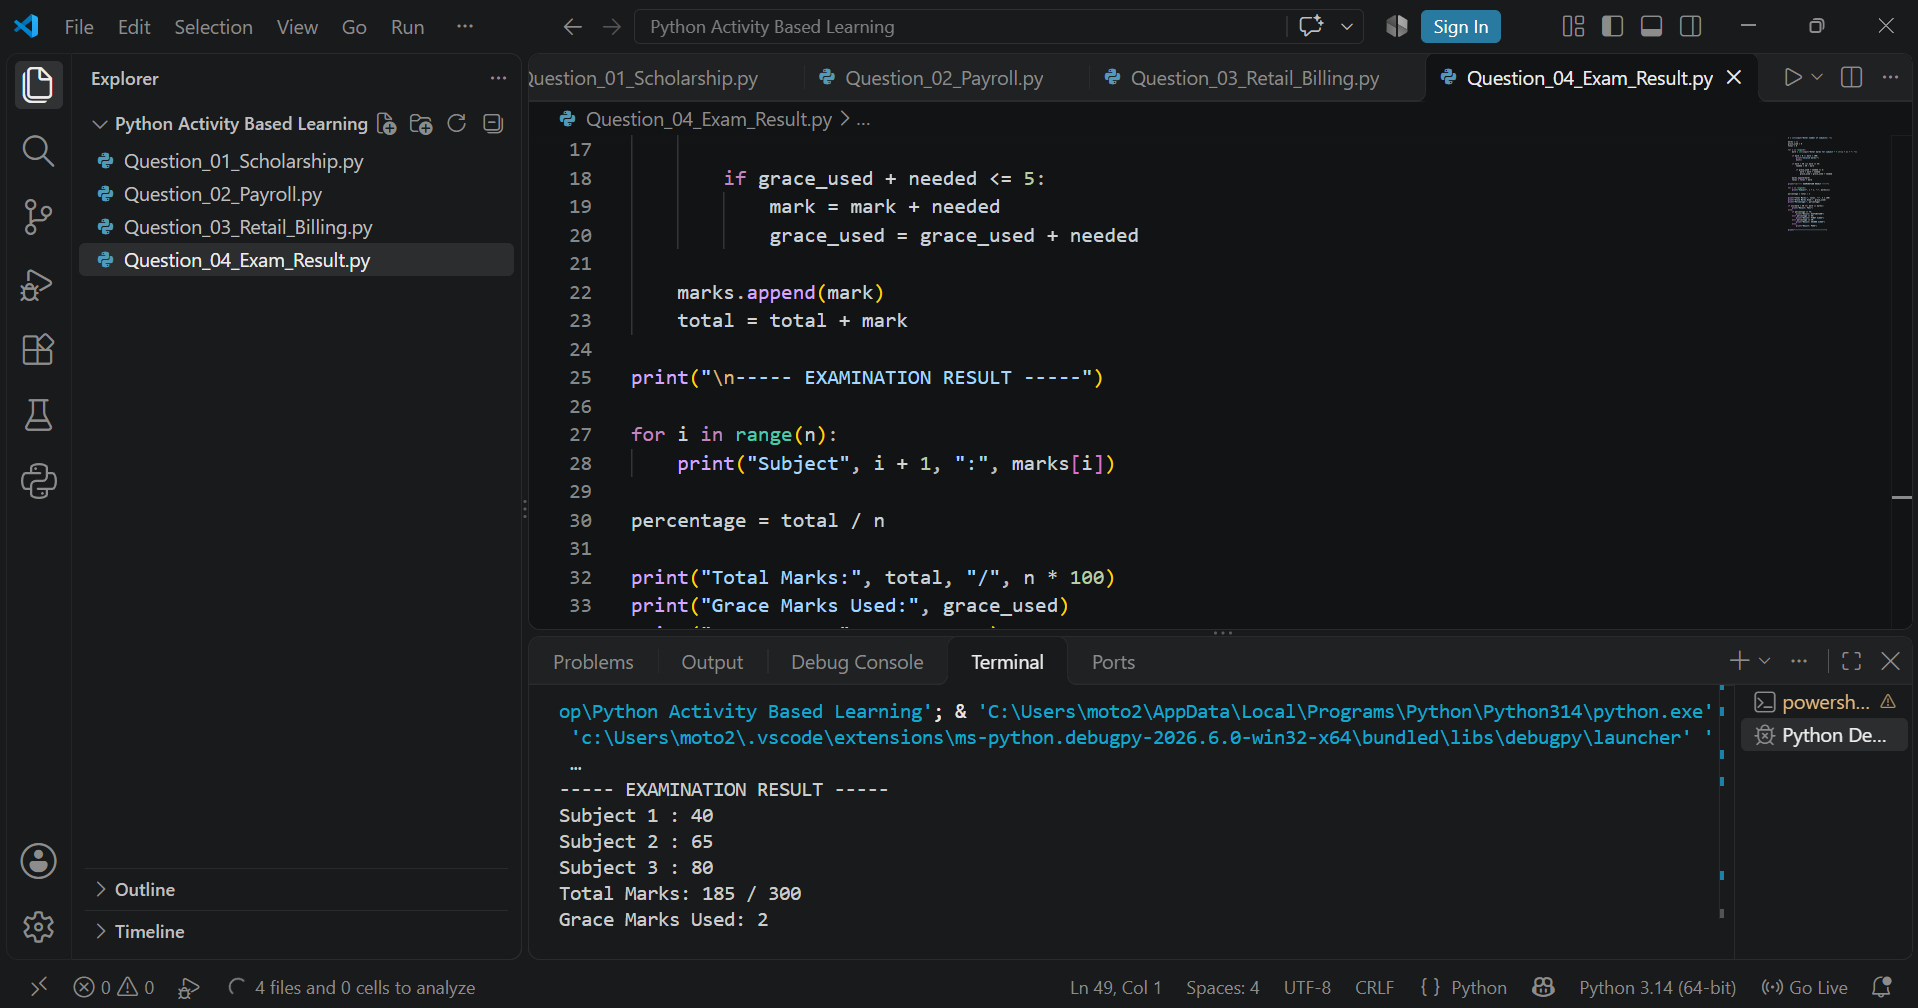 File Edit Selection View Go Run ...
Python Activity Based Learning
Sign In
Explorer
Python Activity Based Learning
Question_01_Scholarship.py
Question_02_Payroll.py
Question_03_Retail_Billing.py
Question_04_Exam_Result.py
Outline
Timeline
uestion_01_Scholarship.py Question_02_Payroll.py Question_03_Retail_Billing.py Question_04_Exam_Result.py
Question_04_Exam_Result.py > ...
17
18 if grace_used + needed <= 5:
19 mark = mark + needed
20 grace_used = grace_used + needed
21
22 marks.append(mark)
23 total = total + mark
24
25 print("\n----- EXAMINATION RESULT -----")
26
27 for i in range(n):
28 print("Subject", i + 1, ":", marks[i])
29
30 percentage = total / n
31
32 print("Total Marks:", total, "/", n * 100)
33 print("Grace Marks Used:", grace_used)
Problems Output Debug Console Terminal Ports
op\Python Activity Based Learning'; & 'C:\Users\moto2\AppData\Local\Programs\Python\Python314\python.exe'
'c:\Users\moto2\.vscode\extensions\ms-python.debugpy-2026.6.0-win32-x64\bundled\libs\debugpy\launcher' '
…
----- EXAMINATION RESULT -----
Subject 1 : 40
Subject 2 : 65
Subject 3 : 80
Total Marks: 185 / 300
Grace Marks Used: 2
powersh...
Python De...
0 0 4 files and 0 cells to analyze Ln 49, Col 1 Spaces: 4 UTF-8 CRLF {} Python Python 3.14 (64-bit) Go Live